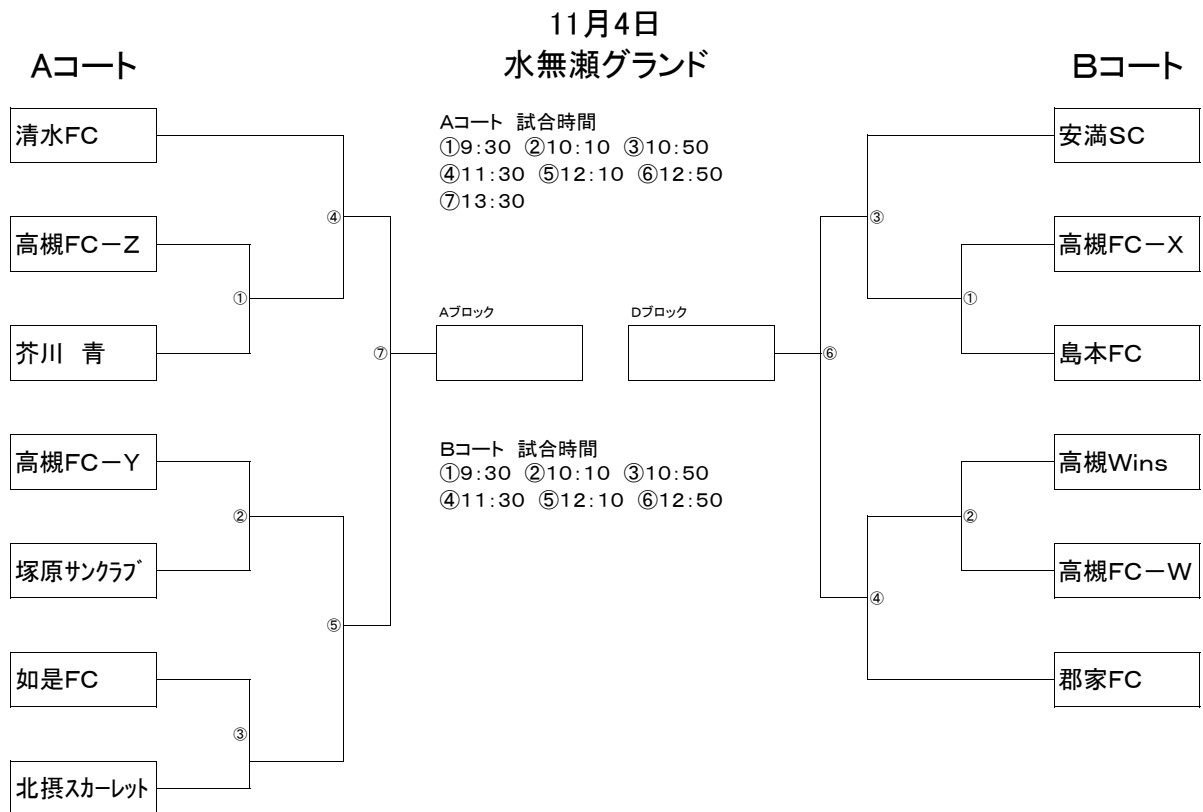 11月4日
水無瀬グランド
Aコート
Bコート
清水FC
高槻FC－Z
芥川　青
高槻FC－Y
塚原サンクラブ
如是FC
北摂スカーレット
①
②
③
④
⑤
⑦
Aコート　試合時間
①9：30　②10：10　③10：50
④11：30　⑤12：10　⑥12：50
⑦13：30
Aブロック
Dブロック
Bコート　試合時間
①9：30　②10：10　③10：50
④11：30　⑤12：10　⑥12：50
⑥
③
①
②
④
安満SC
高槻FC－X
島本FC
高槻Wins
高槻FC－W
郡家FC